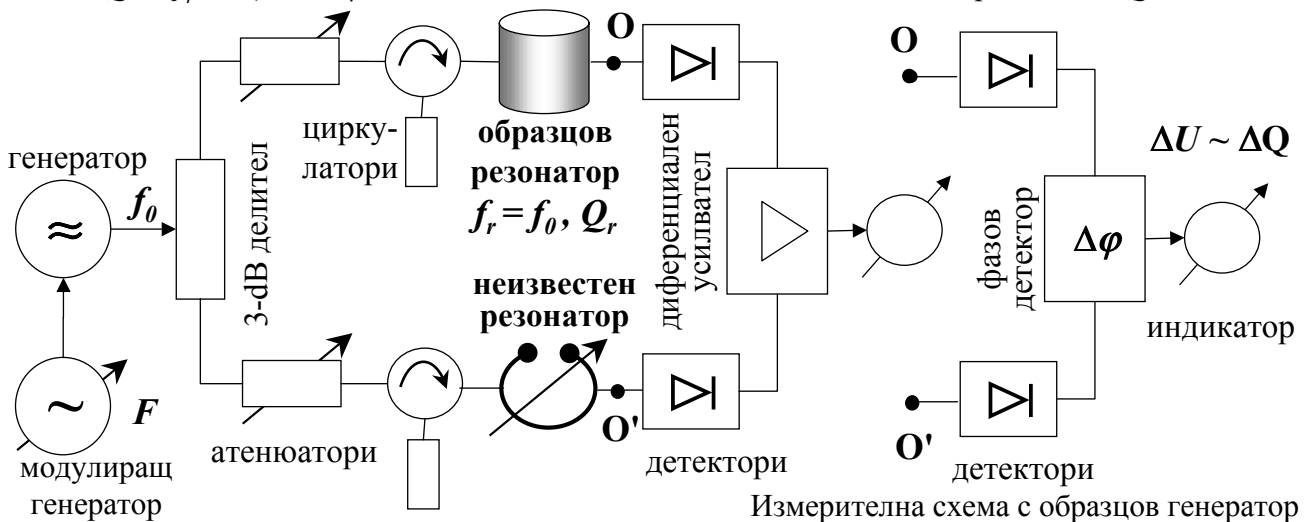 O
O
цирку-
латори
образцов
резонатор
fᵣ = f₀ , Qᵣ
генератор
f₀
≈
3-dB делител
диференциален
усилвател
фазов
детектор
Δφ
ΔU ~ ΔQ
неизвестен
резонатор
индикатор
~
F
O'
O'
атенюатори
детектори
детектори
модулиращ
генератор
Измерителна схема с образцов генератор